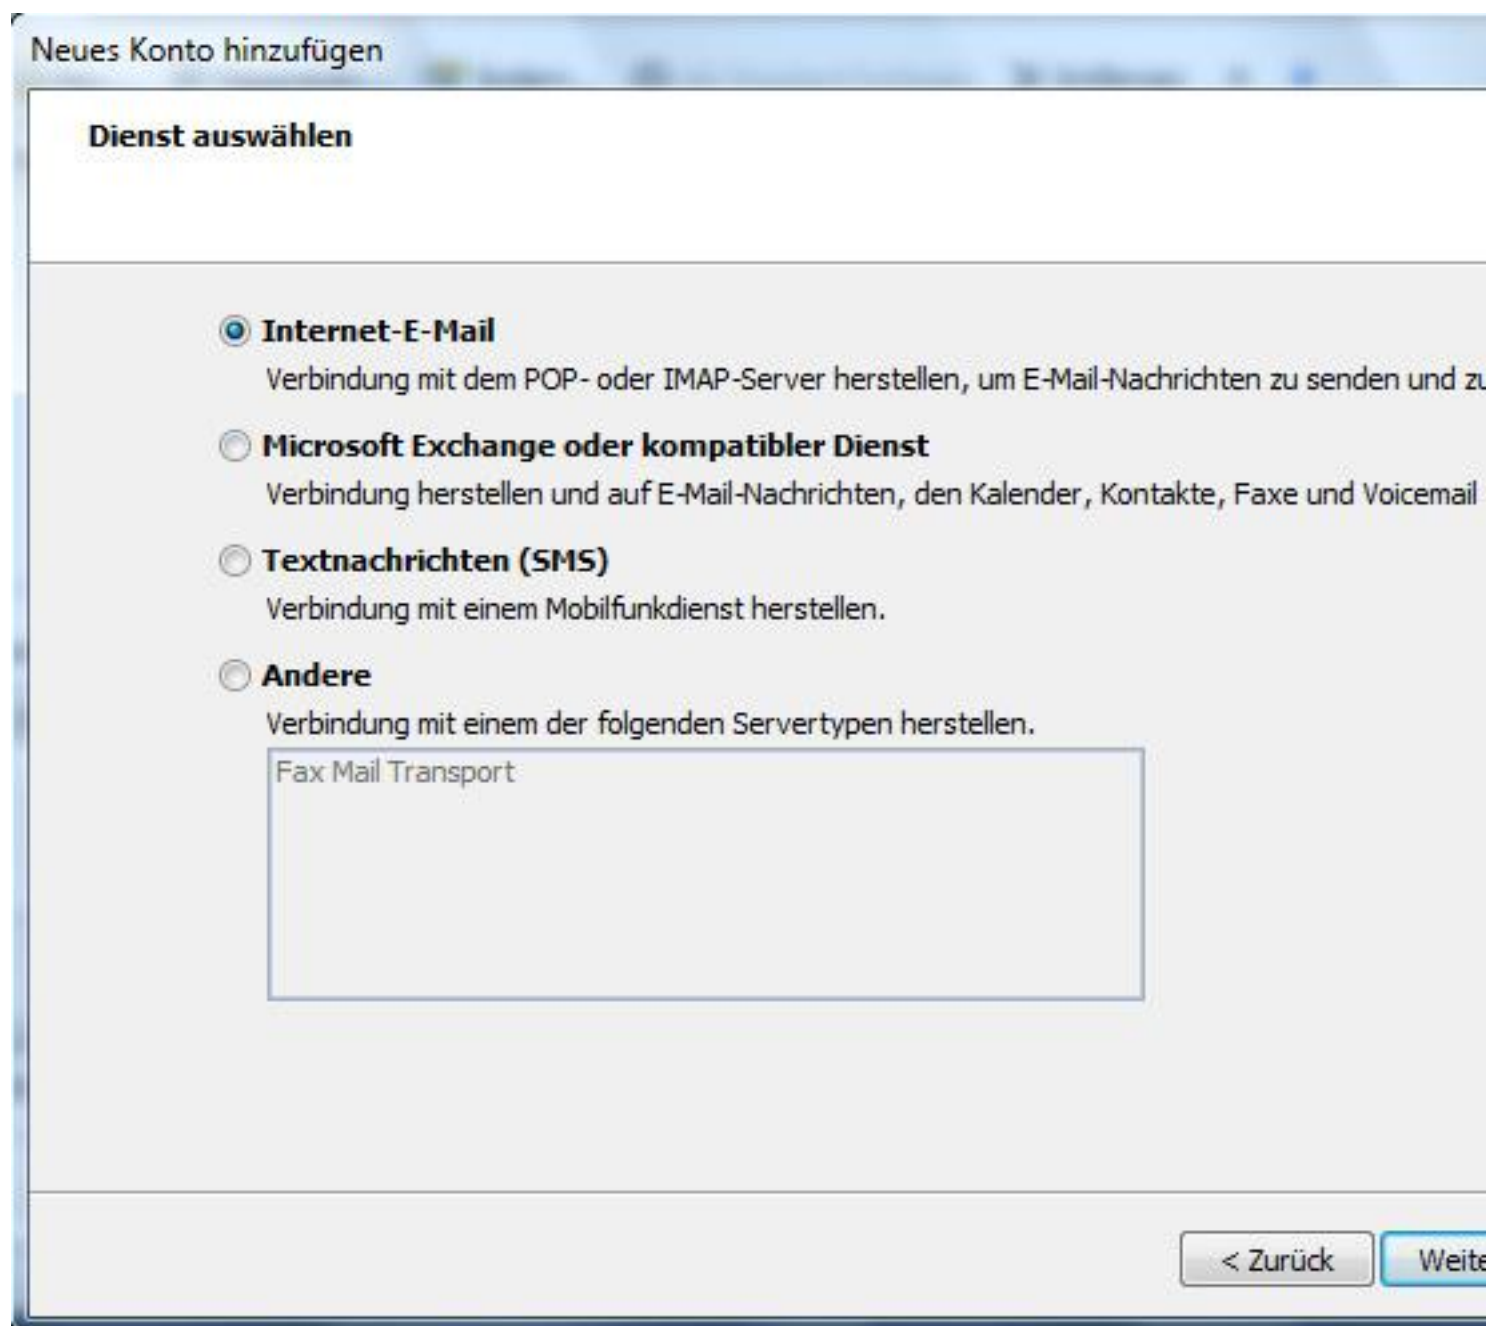 Neues Konto hinzufügen
Dienst auswählen
Internet-E-Mail
Verbindung mit dem POP- oder IMAP-Server herstellen, um E-Mail-Nachrichten zu senden und zu
Microsoft Exchange oder kompatibler Dienst
Verbindung herstellen und auf E-Mail-Nachrichten, den Kalender, Kontakte, Faxe und Voicemail
Textnachrichten (SMS)
Verbindung mit einem Mobilfunkdienst herstellen.
Andere
Verbindung mit einem der folgenden Servertypen herstellen.
Fax Mail Transport
< Zurück Weite